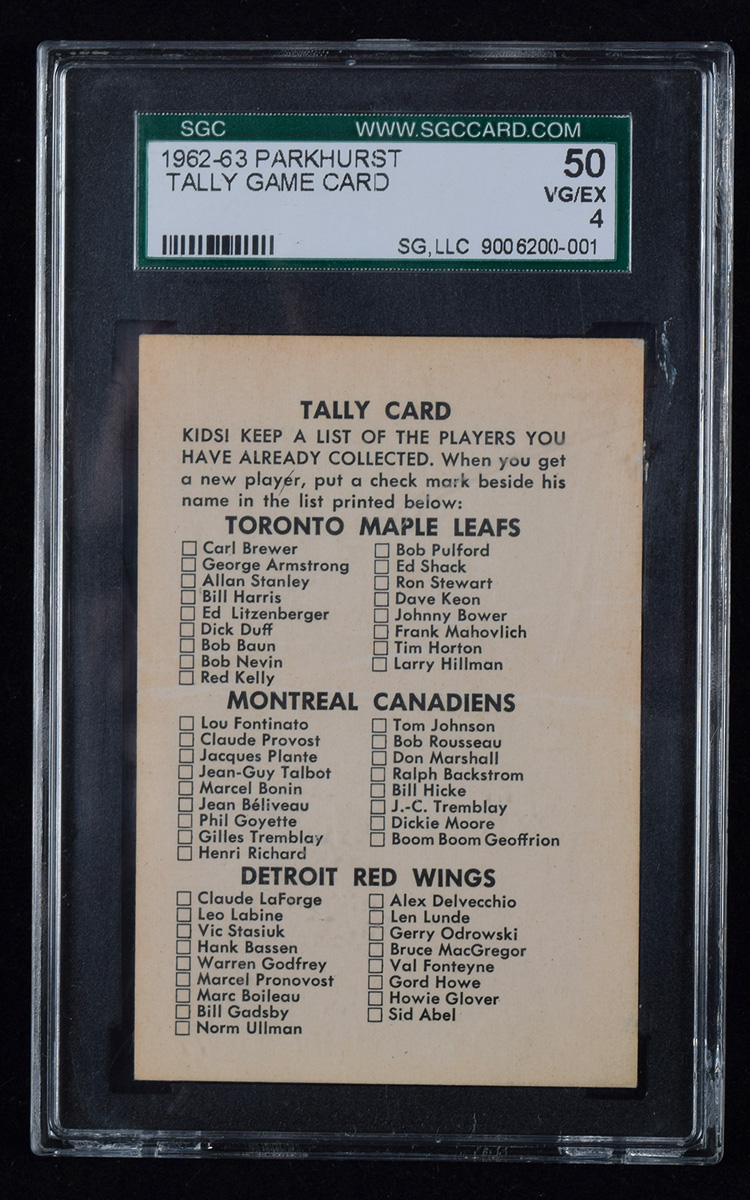 SGC WWW.SGCCARD.COM
1962-63 PARKHURST 50
TALLY GAME CARD VG/EX
4
SG,LLC 9006200-001
TALLY CARD
KIDS! KEEP A LIST OF THE PLAYERS YOU
HAVE ALREADY COLLECTED. When you get
a new player, put a check mark beside his
name in the list printed below:
TORONTO MAPLE LEAFS
Carl Brewer
George Armstrong
Allan Stanley
Bill Harris
Ed Litzenberger
Dick Duff
Bob Baun
Bob Nevin
Red Kelly
Bob Pulford
Ed Shack
Ron Stewart
Dave Keon
Johnny Bower
Frank Mahovlich
Tim Horton
Larry Hillman
MONTREAL CANADIENS
Lou Fontinato
Claude Provost
Jacques Plante
Jean-Guy Talbot
Marcel Bonin
Jean Béliveau
Phil Goyette
Gilles Tremblay
Henri Richard
Tom Johnson
Bob Rousseau
Don Marshall
Ralph Backstrom
Bill Hicke
J.-C. Tremblay
Dickie Moore
Boom Boom Geoffrion
DETROIT RED WINGS
Claude LaForge
Leo Labine
Vic Stasiuk
Hank Bassen
Warren Godfrey
Marcel Pronovost
Marc Boileau
Bill Gadsby
Norm Ullman
Alex Delvecchio
Len Lunde
Gerry Odrowski
Bruce MacGregor
Val Fonteyne
Gord Howe
Howie Glover
Sid Abel